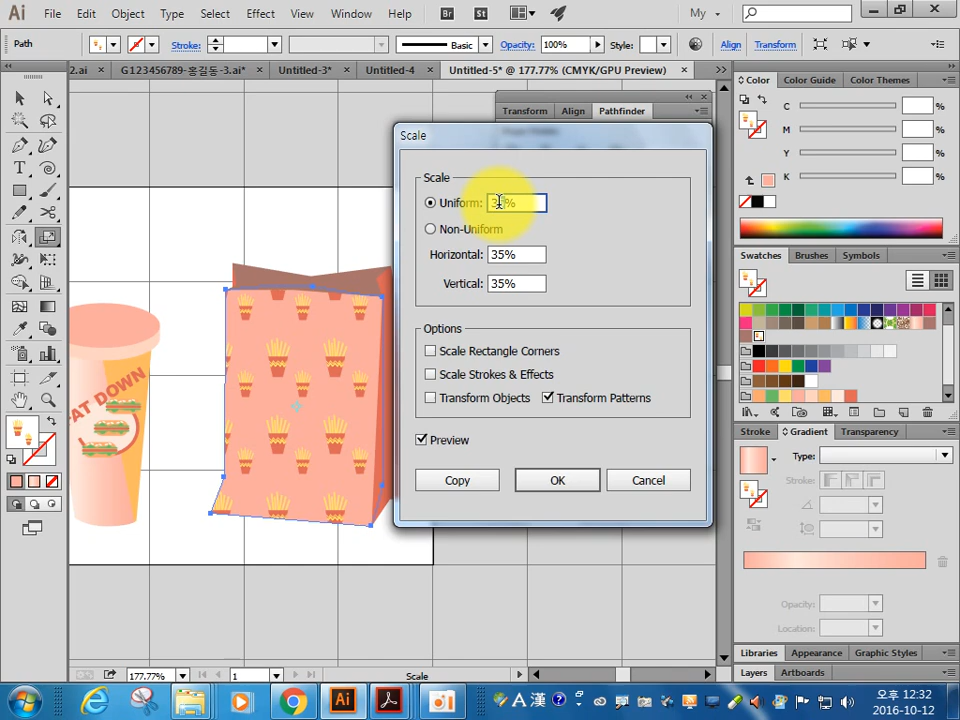 Ai File Edit Object Type Select Effect View Window Help Br St My
Path Stroke: Basic Opacity: 100% Style: Align Transform
2.ai × G123456789-홍길동-3.ai* × Untitled-3* × Untitled-4 × Untitled-5* @ 177.77% (CMYK/GPU Preview) ×
Transform Align Pathfinder
Scale
Scale
Uniform: %
Non-Uniform
Horizontal: 35%
Vertical: 35%
Options
Scale Rectangle Corners
Scale Strokes & Effects
Transform Objects Transform Patterns
Preview
Copy OK Cancel
EAT DOWN
Color Color Guide Color Themes
C %
M %
Y %
K %
Swatches Brushes Symbols
Stroke Gradient Transparency
Type:
Stroke:
Opacity:
Location:
Libraries Appearance Graphic Styles
Layers Artboards
177.77% 1 Scale
Ai A 漢 오후 12:32
2016-10-12